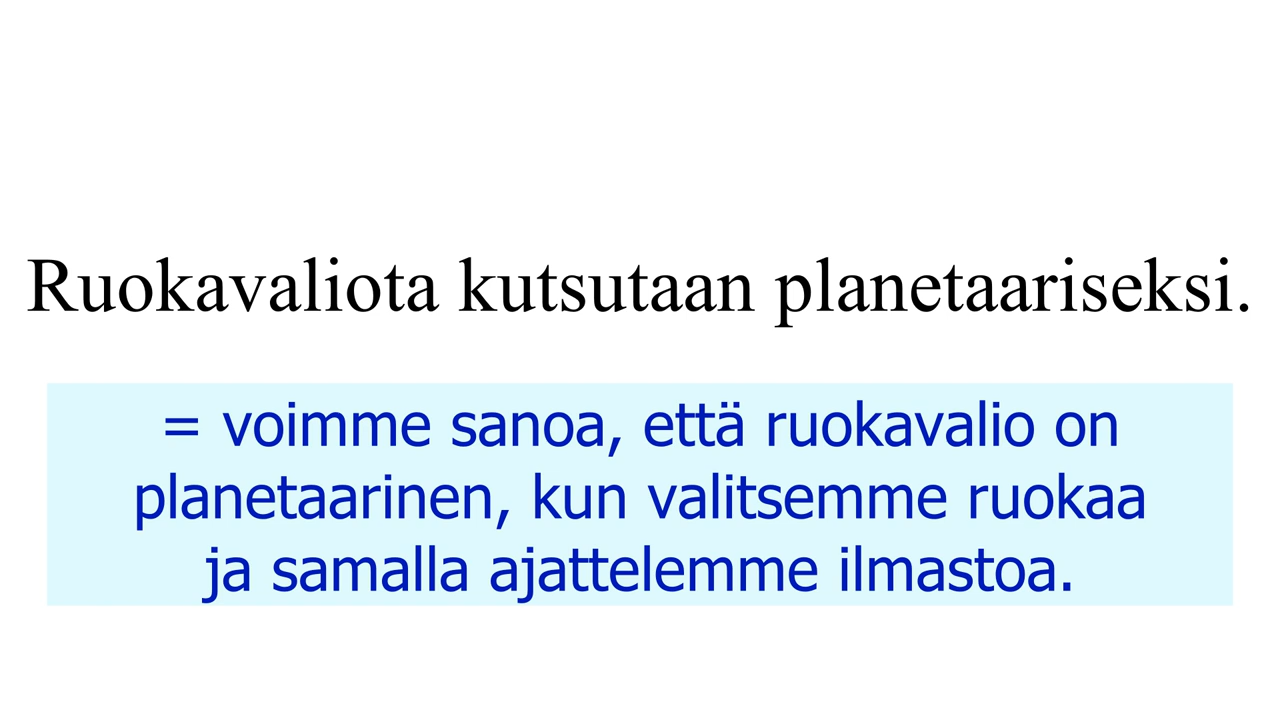 Ruokavaliota kutsutaan planetaariseksi.
= voimme sanoa, että ruokavalio on
planetaarinen, kun valitsemme ruokaa
ja samalla ajattelemme ilmastoa.